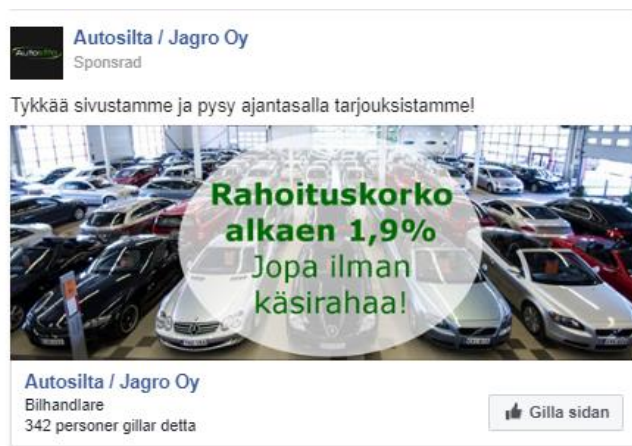 Autosilta / Jagro Oy
Sponsrad
Tykkää sivustamme ja pysy ajantasalla tarjouksistamme!
Rahoituskorko
alkaen 1,9%
Jopa ilman
käsirahaa!
Autosilta / Jagro Oy
Bilhandlare
342 personer gillar detta
Gilla sidan